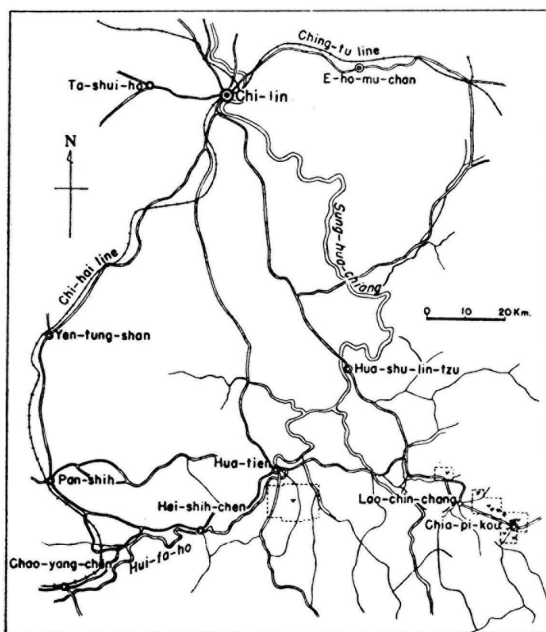 Ching-tu line
Ta-shui-ho
E-ho-mu-chan
Chi-lin
N
Sung-hua-chiang
Chi-hai line
0 10 20 Km.
Yen-tung-shan
Hua-shu-lin-tzu
Hua-tien
Pan-shih
Lao-chin-chang
Hei-shih-chen
Chia-pi-kou
Chao-yang-chen
Hui-fa-ho